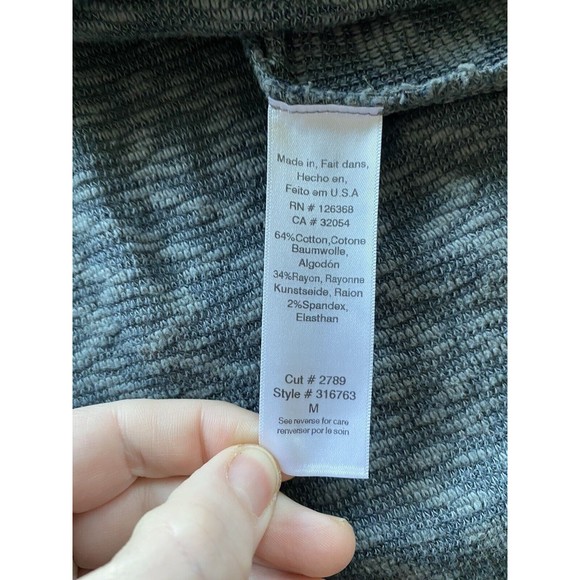 Made in, Fait dans,
Hecho en,
Feito em U.S.A
RN # 126368
CA # 32054
64%Cotton,Cotone
Baumwolle,
Algodón
34%Rayon, Rayonne
Kunstseide, Raion
2%Spandex,
Elasthan
Cut # 2789
Style # 316763
M
See reverse for care
renverser por le soin